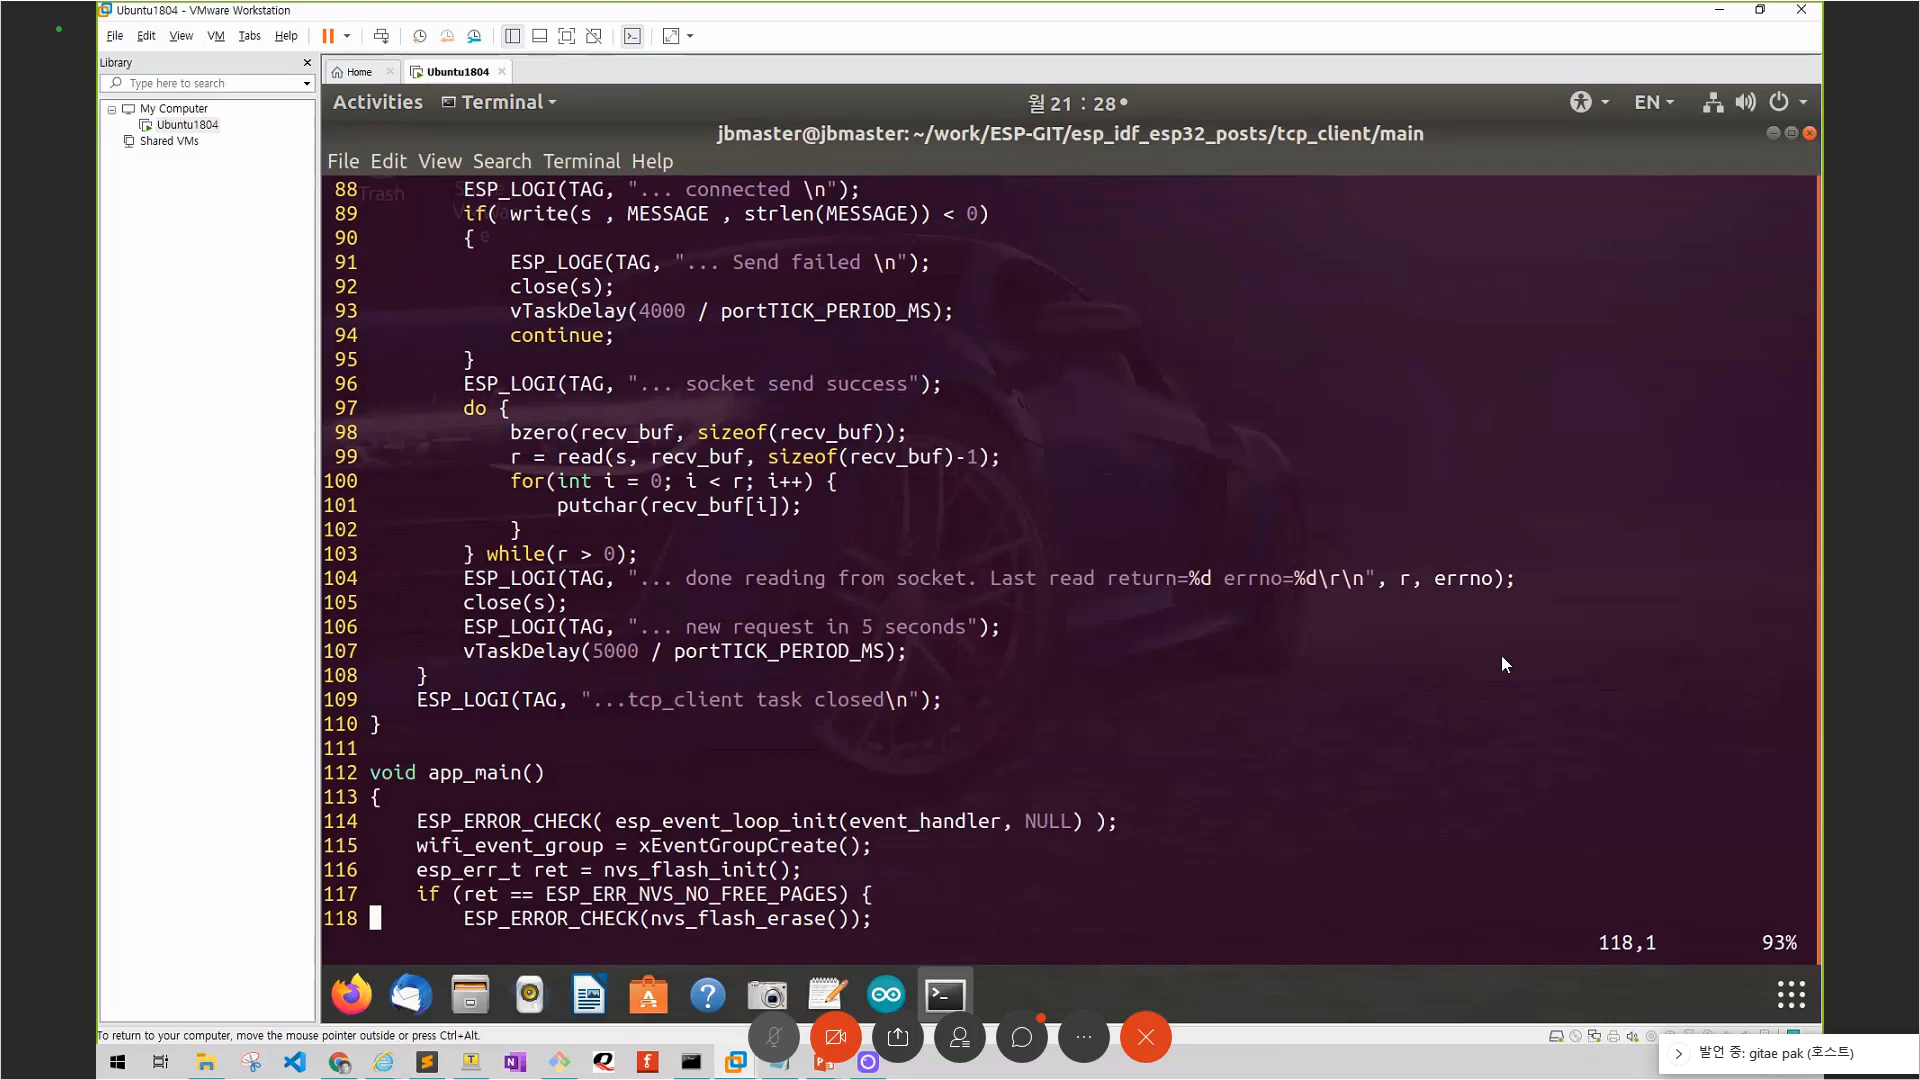 Ubuntu1804 - VMware Workstation
File Edit View VM Tabs Help
Library
Type here to search
My Computer
Ubuntu1804
Shared VMs
Home
Ubuntu1804
Activities
Terminal
월 21 : 28
EN
jbmaster@jbmaster: ~/work/ESP-GIT/esp_idf_esp32_posts/tcp_client/main
File Edit View Search Terminal Help
Trash
88 ESP_LOGI(TAG, "... connected \n");
89 if( write(s , MESSAGE , strlen(MESSAGE)) < 0)
90 {
91 ESP_LOGE(TAG, "... Send failed \n");
92 close(s);
93 vTaskDelay(4000 / portTICK_PERIOD_MS);
94 continue;
95 }
96 ESP_LOGI(TAG, "... socket send success");
97 do {
98 bzero(recv_buf, sizeof(recv_buf));
99 r = read(s, recv_buf, sizeof(recv_buf)-1);
100 for(int i = 0; i < r; i++) {
101 putchar(recv_buf[i]);
102 }
103 } while(r > 0);
104 ESP_LOGI(TAG, "... done reading from socket. Last read return=%d errno=%d\r\n", r, errno);
105 close(s);
106 ESP_LOGI(TAG, "... new request in 5 seconds");
107 vTaskDelay(5000 / portTICK_PERIOD_MS);
108 }
109 ESP_LOGI(TAG, "...tcp_client task closed\n");
110 }
111
112 void app_main()
113 {
114 ESP_ERROR_CHECK( esp_event_loop_init(event_handler, NULL) );
115 wifi_event_group = xEventGroupCreate();
116 esp_err_t ret = nvs_flash_init();
117 if (ret == ESP_ERR_NVS_NO_FREE_PAGES) {
118 ESP_ERROR_CHECK(nvs_flash_erase());
118,1 93%
To return to your computer, move the mouse pointer outside or press Ctrl+Alt.
발언 중: gitae pak (호스트)